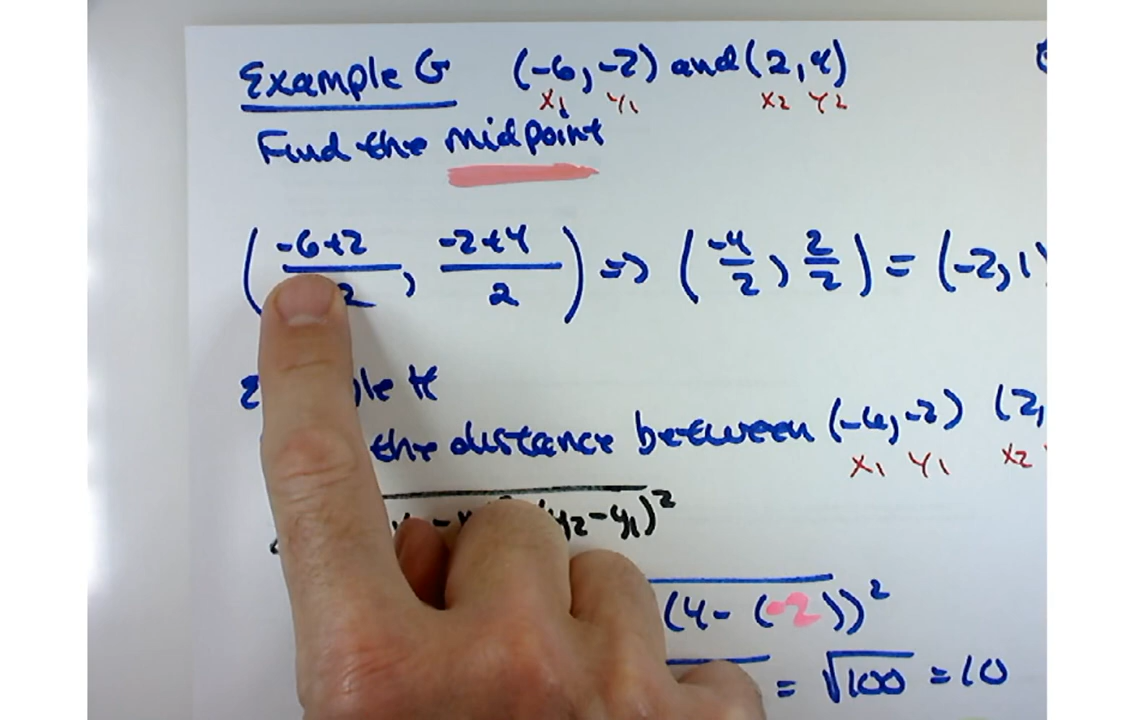 Example G (-6, -2) and (2, 4)
x1 y1 x2 y2
Find the midpoint
(-6+2/2, -2+4/2) => (-4/2, 2/2) = (-2, 1)
H
the distance between (-6, -2) (2,
x1 y1 x2
y2-y1)²
(4-(-2))²
= √100 = 10